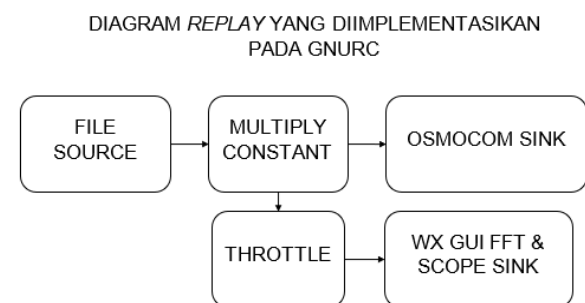 DIAGRAM REPLAY YANG DIIMPLEMENTASIKAN
PADA GNURC
FILE
SOURCE
MULTIPLY
CONSTANT
OSMOCOM SINK
THROTTLE
WX GUI FFT &
SCOPE SINK